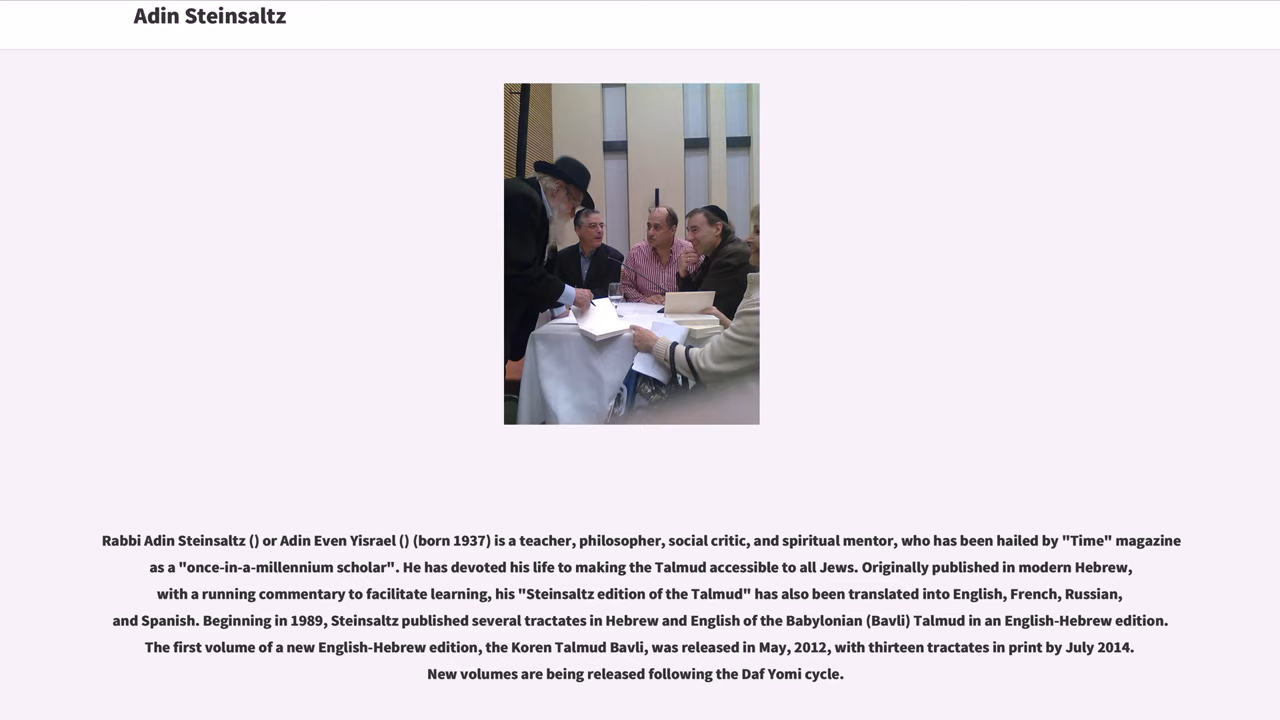 Adin Steinsaltz
Rabbi Adin Steinsaltz () or Adin Even Yisrael () (born 1937) is a teacher, philosopher, social critic, and spiritual mentor, who has been hailed by "Time" magazine
as a "once-in-a-millennium scholar". He has devoted his life to making the Talmud accessible to all Jews. Originally published in modern Hebrew,
with a running commentary to facilitate learning, his "Steinsaltz edition of the Talmud" has also been translated into English, French, Russian,
and Spanish. Beginning in 1989, Steinsaltz published several tractates in Hebrew and English of the Babylonian (Bavli) Talmud in an English-Hebrew edition.
The first volume of a new English-Hebrew edition, the Koren Talmud Bavli, was released in May, 2012, with thirteen tractates in print by July 2014.
New volumes are being released following the Daf Yomi cycle.